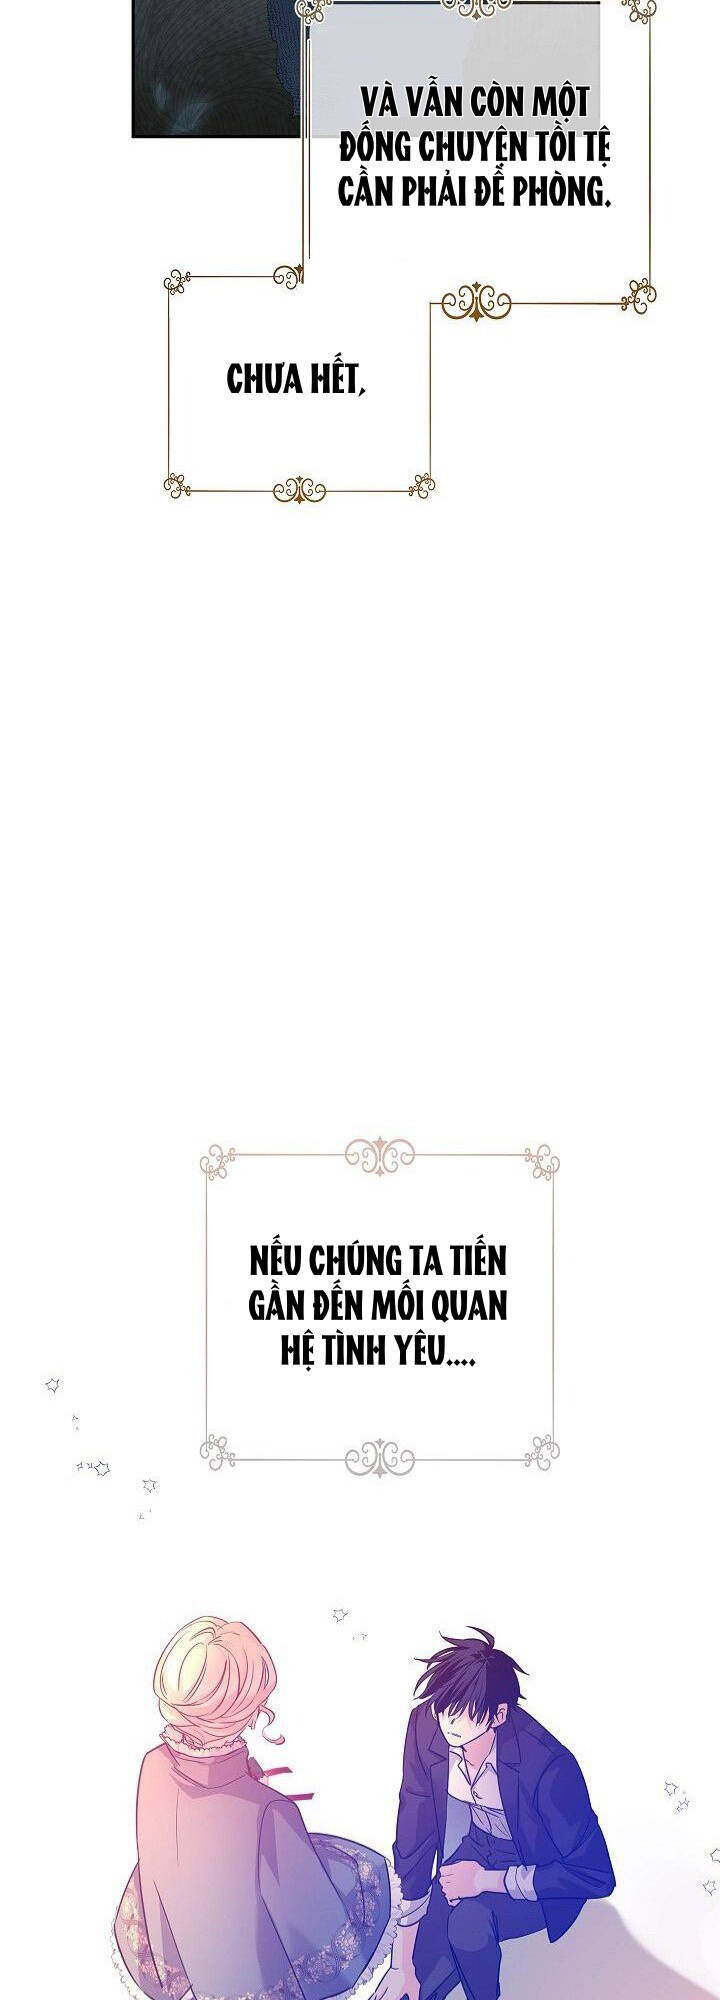 VÀ VẪN CÒN MỘT
ĐỐNG CHUYỆN TỒI TỆ
CẦN PHẢI ĐỀ PHÒNG.
CHƯA HẾT,
NẾU CHÚNG TA TIẾN
GẦN ĐẾN MỐI QUAN
HỆ TÌNH YÊU....